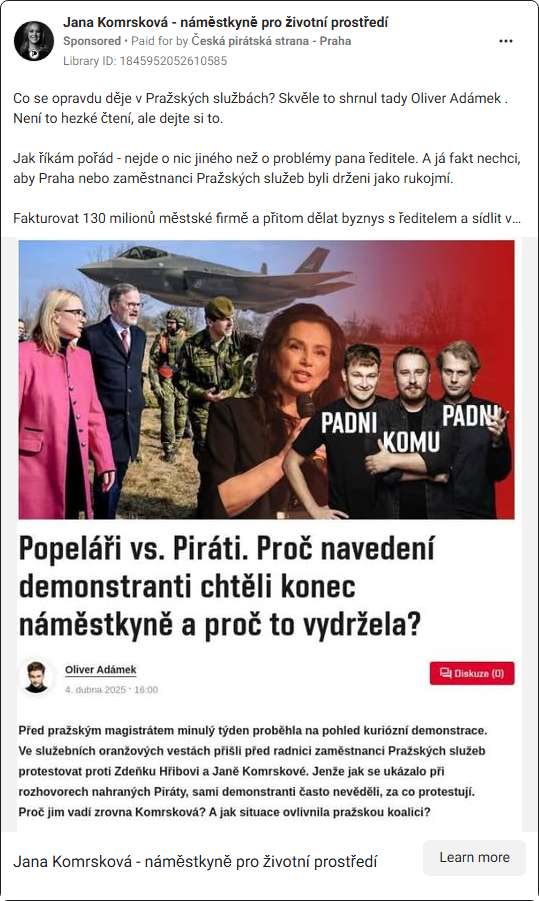 Jana Komrsková - náměstkyně pro životní prostředí
Sponsored • Paid for by Česká pirátská strana - Praha
Library ID: 1845952052610585
Co se opravdu děje v Pražských službách? Skvěle to shrnul tady Oliver Adámek .
Není to hezké čtení, ale dejte si to.
Jak říkám pořád - nejde o nic jiného než o problémy pana ředitele. A já fakt nechci,
aby Praha nebo zaměstnanci Pražských služeb byli drženi jako rukojmí.
Fakturovat 130 milionů městské firmě a přitom dělat byznys s ředitelem a sídlit v…
PADNI
KOMU
PADNI
Popeláři vs. Piráti. Proč navedení
demonstranti chtěli konec
náměstkyně a proč to vydržela?
Oliver Adámek
4. dubna 2025 · 16:00
Diskuze (0)
Před pražským magistrátem minulý týden proběhla na pohled kuriózní demonstrace.
Ve služebních oranžových vestách přišli před radnici zaměstnanci Pražských služeb
protestovat proti Zdeňku Hřibovi a Janě Komrskové. Jenže jak se ukázalo při
rozhovorech nahraných Piráty, sami demonstranti často nevěděli, za co protestují.
Proč jim vadí zrovna Komrsková? A jak situace ovlivnila pražskou koalici?
Jana Komrsková - náměstkyně pro životní prostředí
Learn more